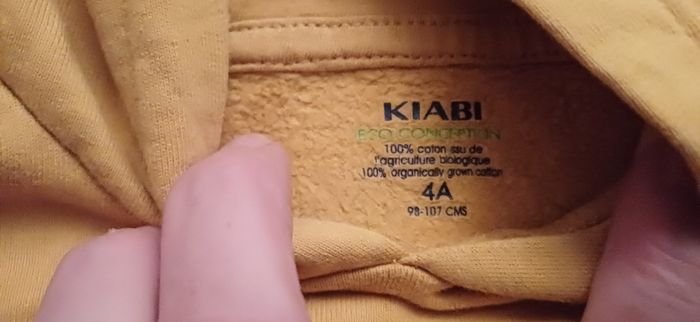 KIABI
ECO CONCEPTION
100% coton issu de
l'agriculture biologique
100% organically grown cotton
4A
98-107 CMS